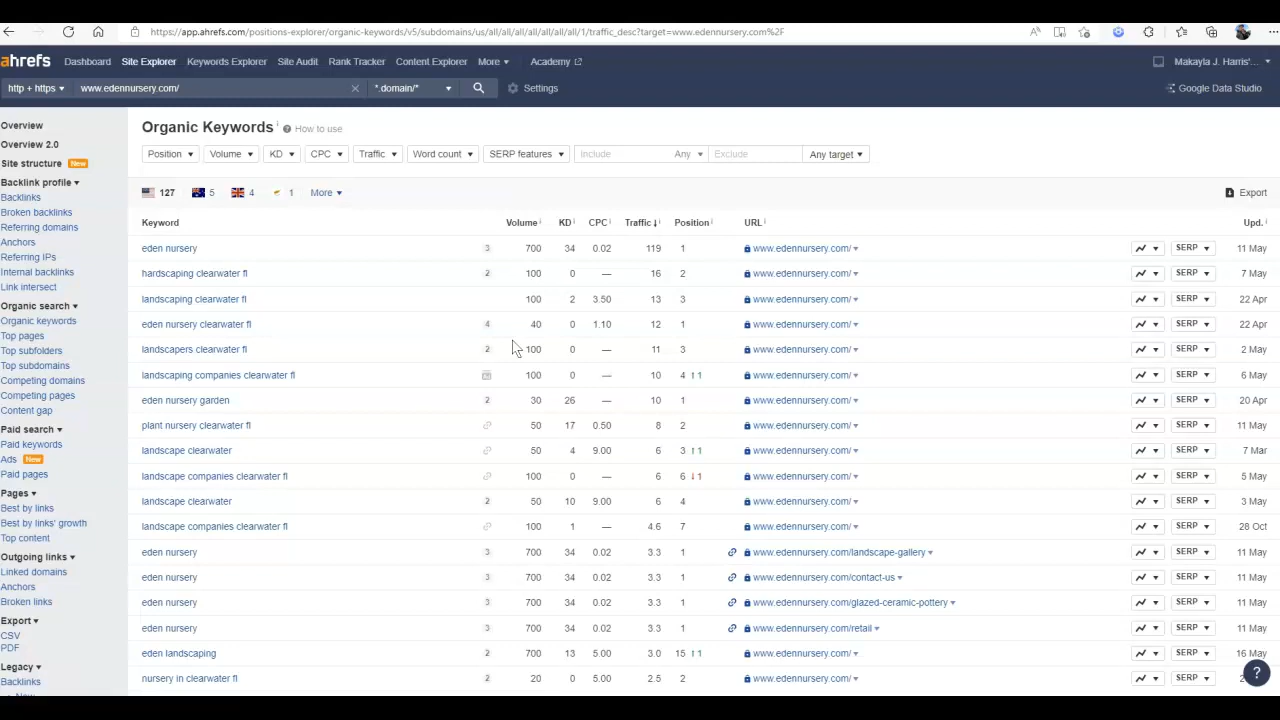 https://app.ahrefs.com/positions-explorer/organic-keywords/v5/subdomains/us/all/all/all/all/all/all/all/1/traffic_desc?target=www.edennursery.com%2F
ahrefs Dashboard Site Explorer Keywords Explorer Site Audit Rank Tracker Content Explorer More Academy Makayla J. Harris'...
http + https www.edennursery.com/ *.domain/* Settings Google Data Studio
Overview
Overview 2.0
Site structure New
Backlink profile
Backlinks
Broken backlinks
Referring domains
Anchors
Referring IPs
Internal backlinks
Link intersect
Organic search
Organic keywords
Top pages
Top subfolders
Top subdomains
Competing domains
Competing pages
Content gap
Paid search
Paid keywords
Ads New
Paid pages
Pages
Best by links
Best by links' growth
Top content
Outgoing links
Linked domains
Anchors
Broken links
Export
CSV
PDF
Legacy
Backlinks
Organic Keywords i ? How to use
Position Volume KD CPC Traffic Word count SERP features Include Any Exclude Any target
127 5 4 1 More Export
Keyword Volume KD CPC Traffic Position URL Upd.
eden nursery 3 700 34 0.02 119 1 www.edennursery.com/ SERP 11 May
hardscaping clearwater fl 2 100 0 — 16 2 www.edennursery.com/ SERP 7 May
landscaping clearwater fl 100 2 3.50 13 3 www.edennursery.com/ SERP 22 Apr
eden nursery clearwater fl 4 40 0 1.10 12 1 www.edennursery.com/ SERP 22 Apr
landscapers clearwater fl 2 100 0 — 11 3 www.edennursery.com/ SERP 2 May
landscaping companies clearwater fl 100 0 — 10 4 ↑1 www.edennursery.com/ SERP 6 May
eden nursery garden 2 30 26 — 10 1 www.edennursery.com/ SERP 20 Apr
plant nursery clearwater fl 50 17 0.50 8 2 www.edennursery.com/ SERP 11 May
landscape clearwater 50 4 9.00 6 3 ↑1 www.edennursery.com/ SERP 7 Mar
landscape companies clearwater fl 100 0 — 6 6 ↓1 www.edennursery.com/ SERP 5 May
landscape clearwater 2 50 10 9.00 6 4 www.edennursery.com/ SERP 3 May
landscape companies clearwater fl 100 1 — 4.6 7 www.edennursery.com/ SERP 28 Oct
eden nursery 3 700 34 0.02 3.3 1 www.edennursery.com/landscape-gallery SERP 11 May
eden nursery 3 700 34 0.02 3.3 1 www.edennursery.com/contact-us SERP 11 May
eden nursery 3 700 34 0.02 3.3 1 www.edennursery.com/glazed-ceramic-pottery SERP 11 May
eden nursery 3 700 34 0.02 3.3 1 www.edennursery.com/retail SERP 11 May
eden landscaping 2 700 13 5.00 3.0 15 ↑1 www.edennursery.com/ SERP 16 May
nursery in clearwater fl 2 20 0 5.00 2.5 2 www.edennursery.com/ SERP
?